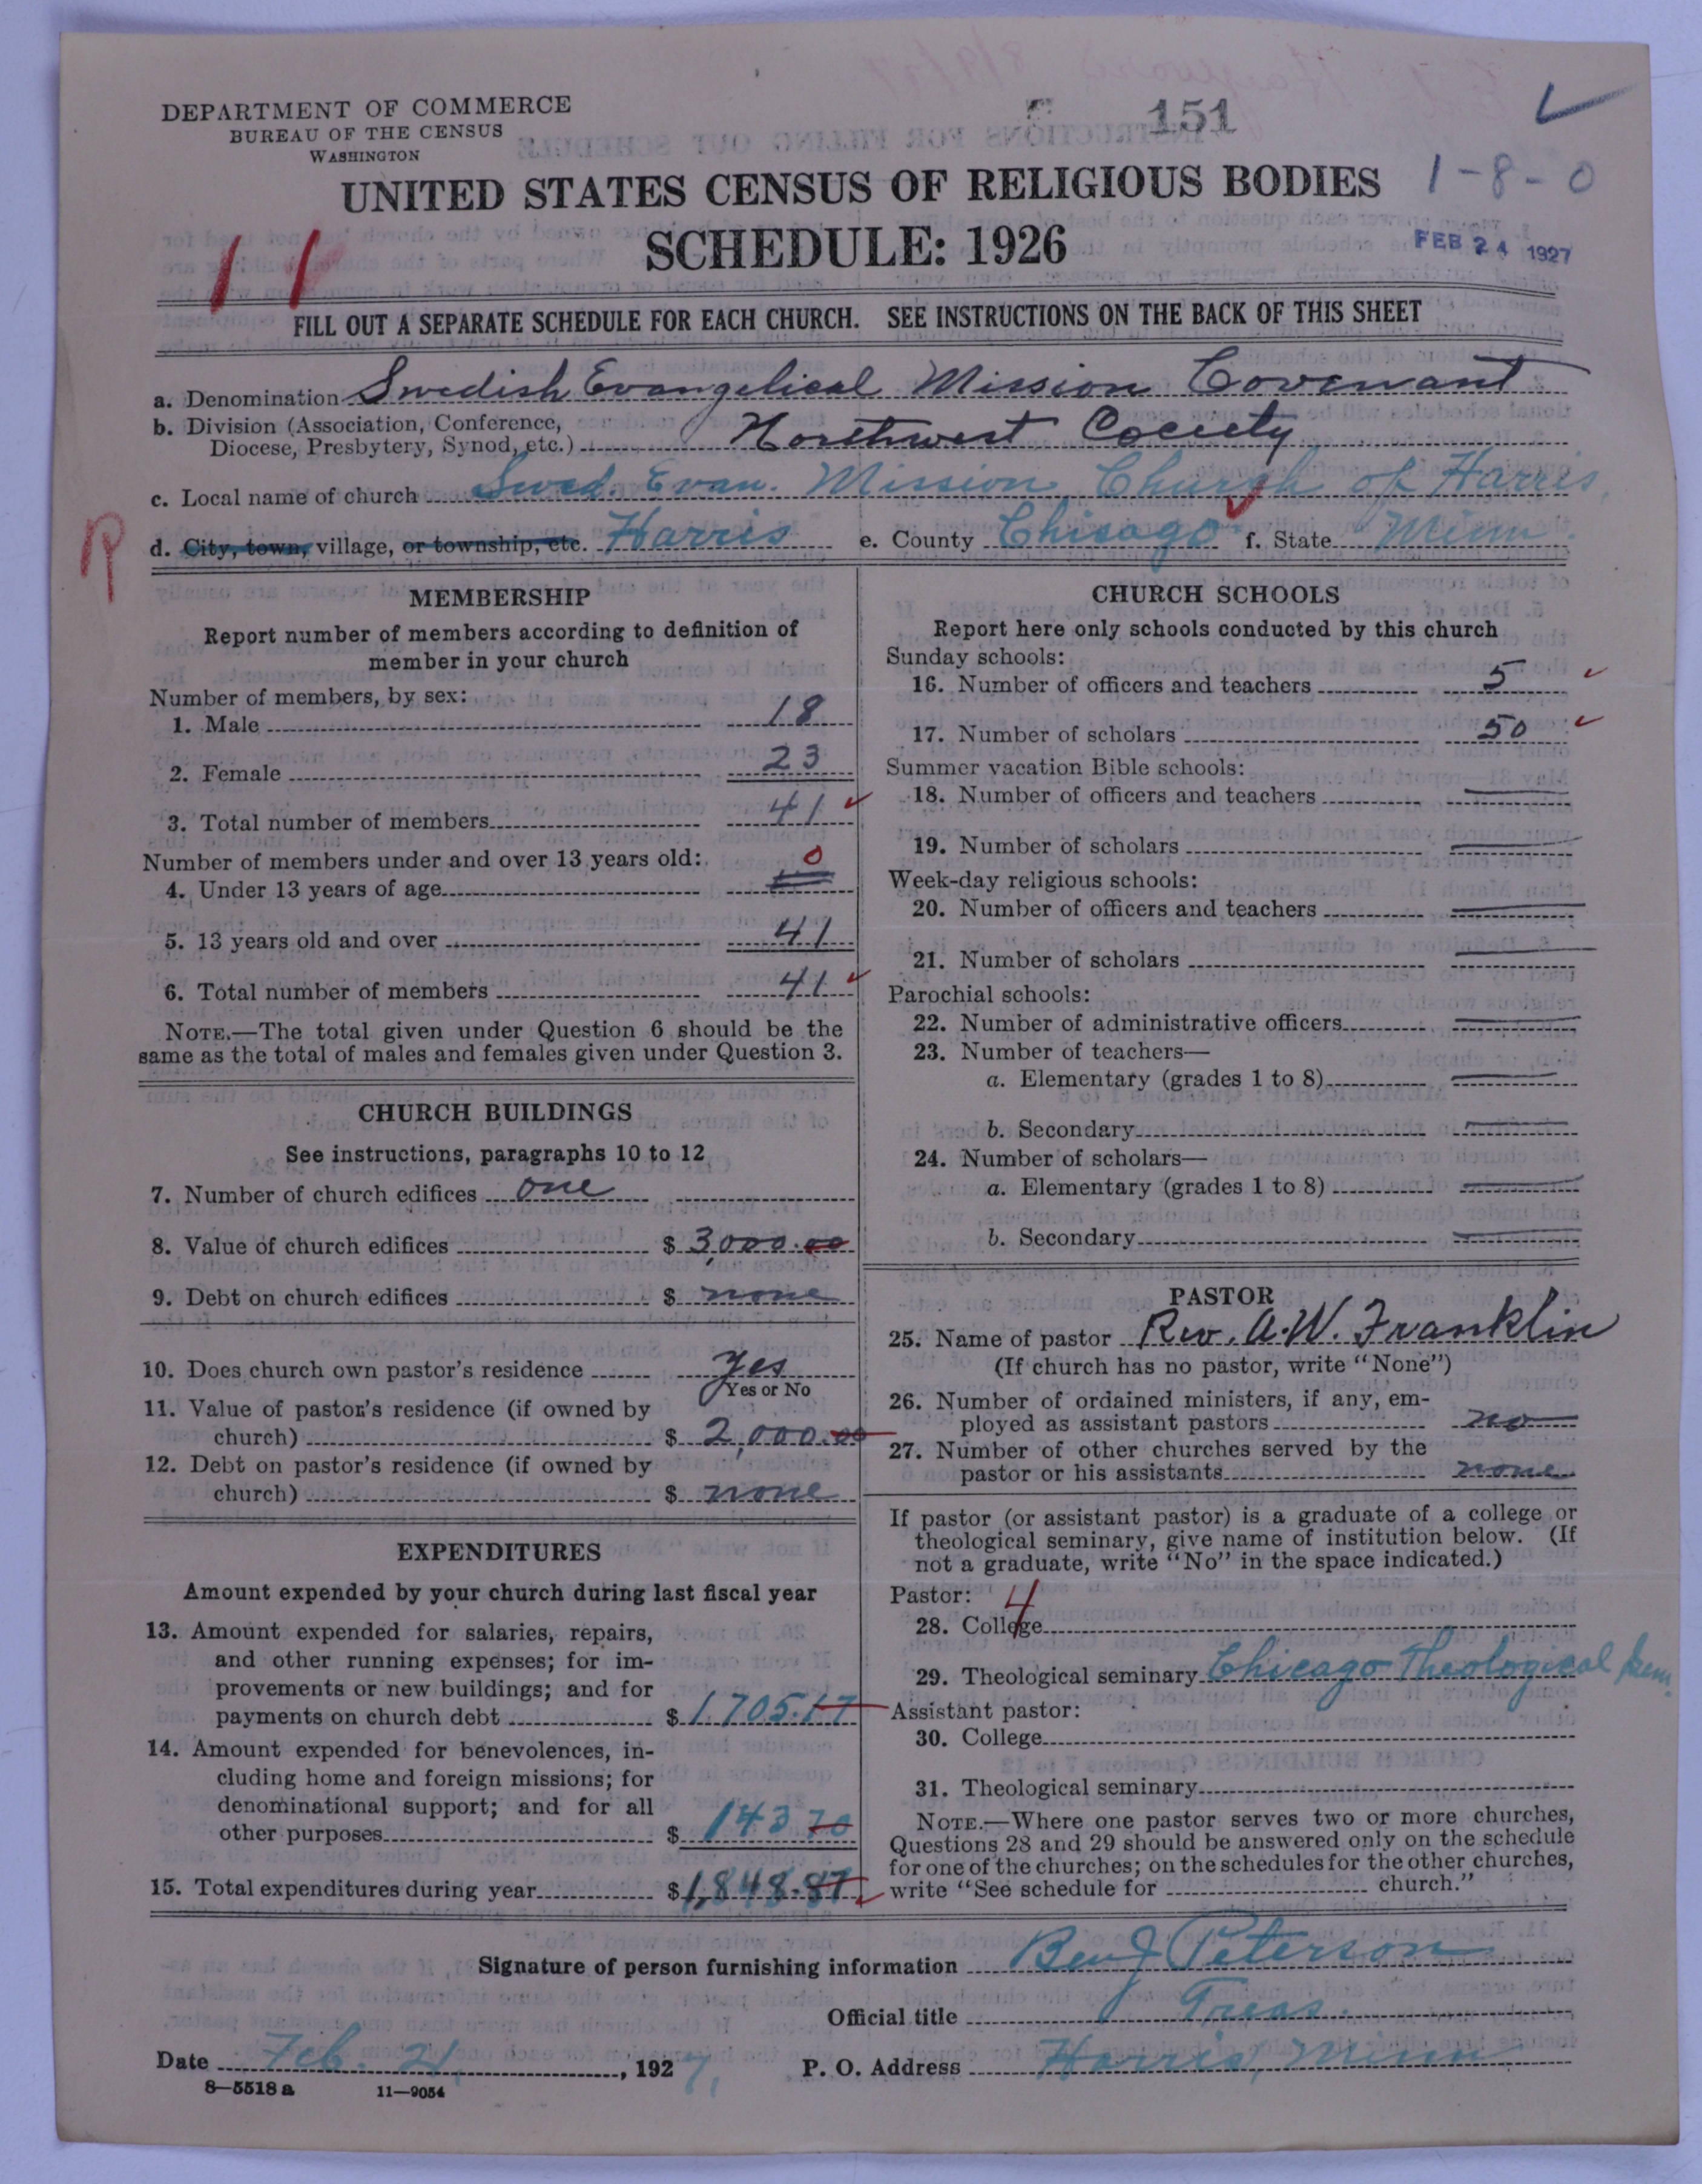 DEPARTMENT OF COMMERCE
BUREAU OF THE CENSUS
WASHINGTON
151
UNITED STATES CENSUS OF RELIGIOUS BODIES
1-8-0
SCHEDULE: 1926
FEB 24 1927
11
FILL OUT A SEPARATE SCHEDULE FOR EACH CHURCH. SEE INSTRUCTIONS ON THE BACK OF THIS SHEET
a. Denomination Swedish Evangelical Mission Covenant
b. Division (Association, Conference,
Diocese, Presbytery, Synod, etc.) Northwest Cociety
c. Local name of church Swed. Evan. Mission Church of Harris,
R
d. City, town, village, or township, etc. Harris e. County Chisago f. State Minn.
MEMBERSHIP
Report number of members according to definition of
member in your church
Number of members, by sex:
1. Male 18
2. Female 23
3. Total number of members 41
Number of members under and over 13 years old: 0
4. Under 13 years of age
5. 13 years old and over 41
6. Total number of members 41
NOTE.—The total given under Question 6 should be the
same as the total of males and females given under Question 3.
CHURCH BUILDINGS
See instructions, paragraphs 10 to 12
7. Number of church edifices one
8. Value of church edifices $ 3,000.00
9. Debt on church edifices $ none
10. Does church own pastor's residence yes
Yes or No
11. Value of pastor's residence (if owned by
church) $ 2,000.00
12. Debt on pastor's residence (if owned by
church) $ none
EXPENDITURES
Amount expended by your church during last fiscal year
13. Amount expended for salaries, repairs,
and other running expenses; for im-
provements or new buildings; and for
payments on church debt $ 1705.17
14. Amount expended for benevolences, in-
cluding home and foreign missions; for
denominational support; and for all
other purposes $ 143 70
15. Total expenditures during year $ 1,848.87
CHURCH SCHOOLS
Report here only schools conducted by this church
Sunday schools:
16. Number of officers and teachers 5
17. Number of scholars 50
Summer vacation Bible schools:
18. Number of officers and teachers
19. Number of scholars
Week-day religious schools:
20. Number of officers and teachers
21. Number of scholars
Parochial schools:
22. Number of administrative officers
23. Number of teachers—
a. Elementary (grades 1 to 8)
b. Secondary
24. Number of scholars—
a. Elementary (grades 1 to 8)
b. Secondary
PASTOR
25. Name of pastor Rev. A. W. Franklin
(If church has no pastor, write "None")
26. Number of ordained ministers, if any, em-
ployed as assistant pastors no
27. Number of other churches served by the
pastor or his assistants none
If pastor (or assistant pastor) is a graduate of a college or
theological seminary, give name of institution below. (If
not a graduate, write "No" in the space indicated.)
Pastor: 4
28. College
29. Theological seminary Chicago Theological Sem.
Assistant pastor:
30. College
31. Theological seminary
NOTE.—Where one pastor serves two or more churches,
Questions 28 and 29 should be answered only on the schedule
for one of the churches; on the schedules for the other churches,
write "See schedule for church."
Signature of person furnishing information Ben J Peterson
Official title Treas.
Date Feb. 21, 1927, P. O. Address Harris, Minn
8—5518 a 11—9054